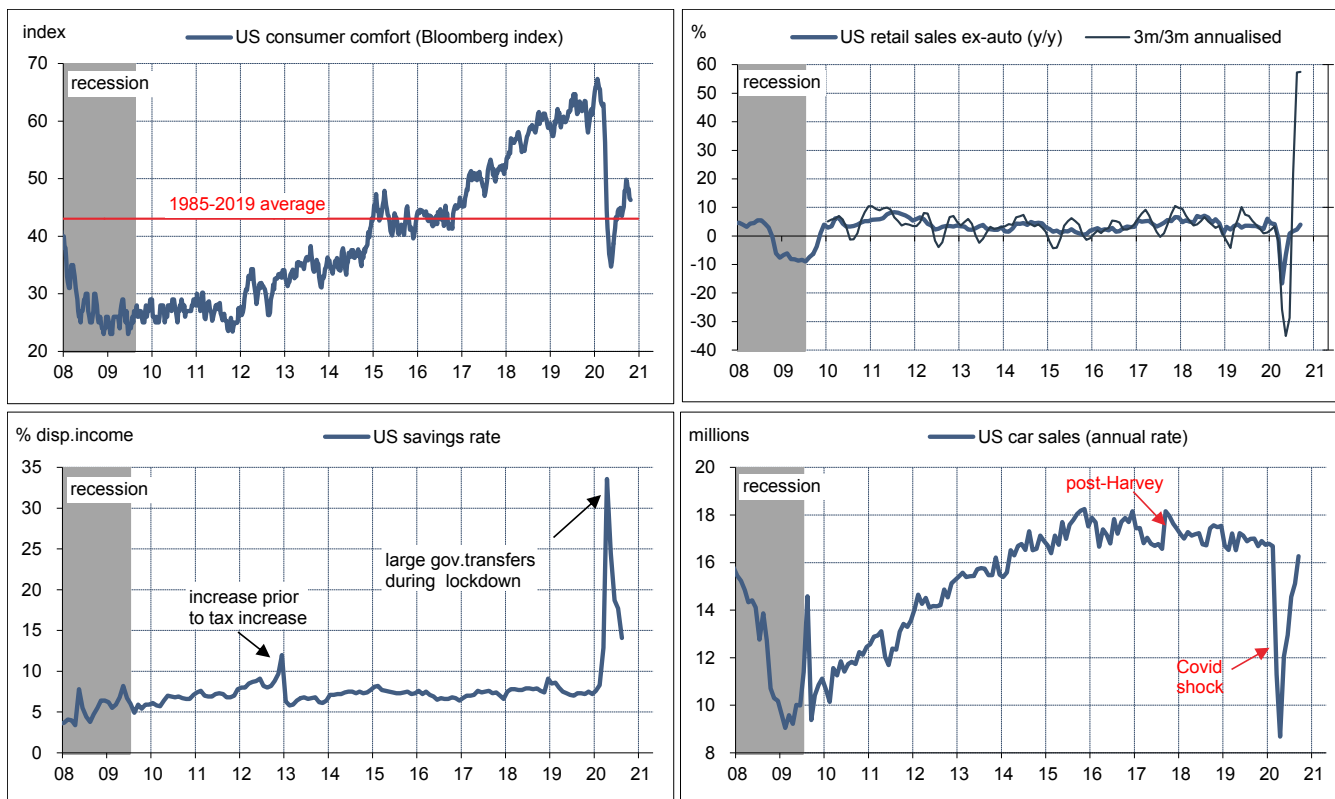 index
US consumer comfort (Bloomberg index)
70
recession
60
50
1985-2019 average
40
30
20
08 09 10 11 12 13 14 15 16 17 18 19 20 21
%
US retail sales ex-auto (y/y) 3m/3m annualised
60
recession
50
40
30
20
10
0
-10
-20
-30
-40
08 09 10 11 12 13 14 15 16 17 18 19 20 21
% disp.income
US savings rate
35
recession
30
25
large gov.transfers
during lockdown
20
increase prior
to tax increase
15
10
5
0
08 09 10 11 12 13 14 15 16 17 18 19 20 21
millions
US car sales (annual rate)
20
recession
post-Harvey
18
16
14
12
Covid
shock
10
8
08 09 10 11 12 13 14 15 16 17 18 19 20 21